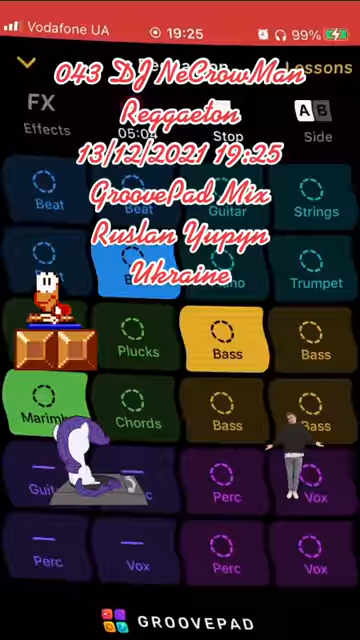 Vodafone UA
19:25
99%
Lessons
043 DJ NeCrowMan
Reggaeton
13/12/2021 19:25
GroovePad Mix
Ruslan Yupyn
Ukraine
FX
Effects
05:04
Stop
A B
Side
Beat
Beat
Guitar
Strings
Trumpet
Plucks
Bass
Bass
Chords
Bass
Bass
Perc
Vox
Perc
Vox
Perc
Vox
GROOVEPAD